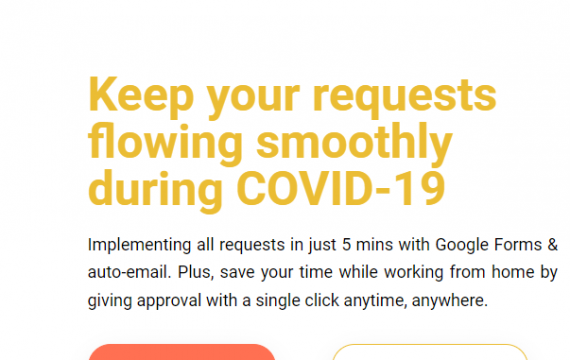 Keep your requests
flowing smoothly
during COVID-19
Implementing all requests in just 5 mins with Google Forms &
auto-email. Plus, save your time while working from home by
giving approval with a single click anytime, anywhere.